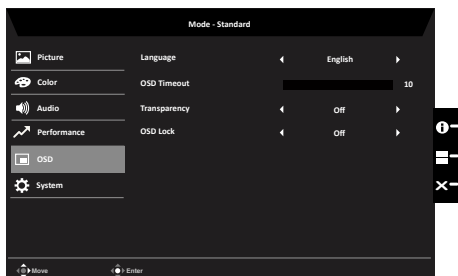 Mode - Standard
Picture
Language English
Color
OSD Timeout 10
Audio
Transparency Off
Performance
OSD Lock Off
OSD
System
Move Enter